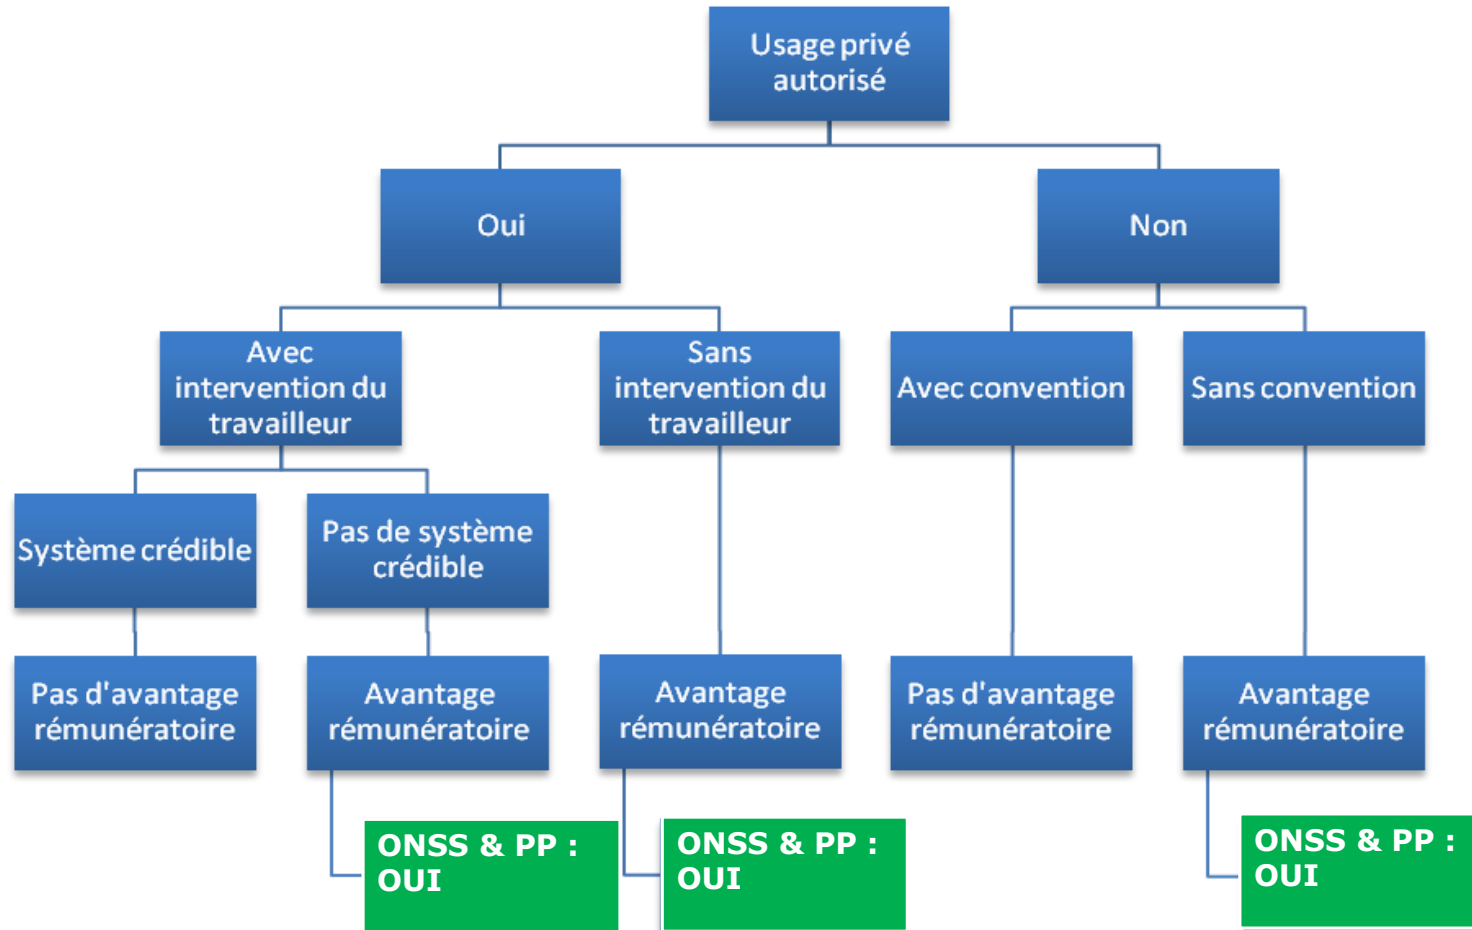 Usage privé
autorisé
Oui
Non
Avec
intervention du
travailleur
Sans
intervention du
travailleur
Avec convention
Sans convention
Système crédible
Pas de système
crédible
Pas d'avantage
rémunératoire
Avantage
rémunératoire
Avantage
rémunératoire
Pas d'avantage
rémunératoire
Avantage
rémunératoire
ONSS & PP :
OUI
ONSS & PP :
OUI
ONSS & PP :
OUI